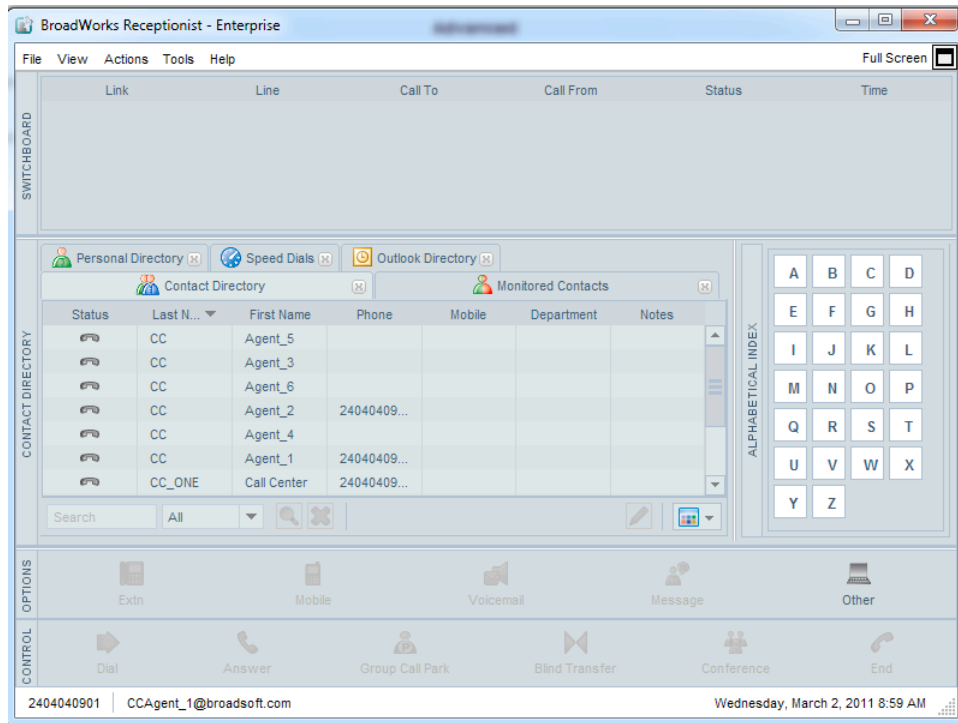 BroadWorks Receptionist - Enterprise
File View Actions Tools Help Full Screen
SWITCHBOARD
Link Line Call To Call From Status Time
CONTACT DIRECTORY
Personal Directory Speed Dials Outlook Directory
Contact Directory Monitored Contacts
Status Last N... First Name Phone Mobile Department Notes
CC Agent_5
CC Agent_3
CC Agent_6
CC Agent_2 24040409...
CC Agent_4
CC Agent_1 24040409...
CC_ONE Call Center 24040409...
Search All
ALPHABETICAL INDEX
A B C D
E F G H
I J K L
M N O P
Q R S T
U V W X
Y Z
OPTIONS
Extn Mobile Voicemail Message Other
CONTROL
Dial Answer Group Call Park Blind Transfer Conference End
2404040901 CCAgent_1@broadsoft.com Wednesday, March 2, 2011 8:59 AM